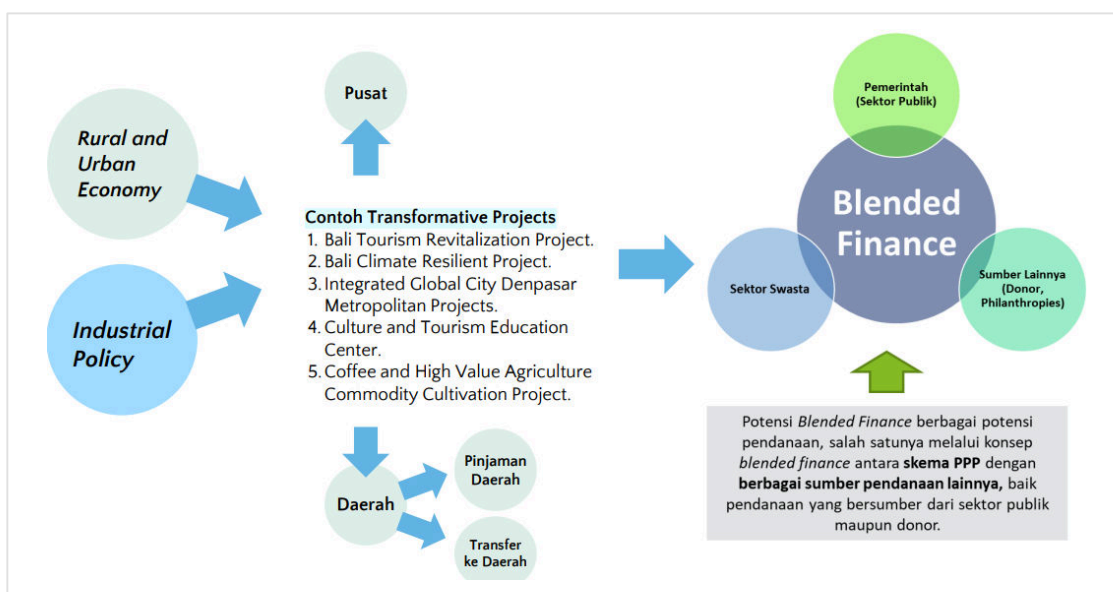 Rural and
Urban
Economy
Industrial
Policy
Pusat
Contoh Transformative Projects
1. Bali Tourism Revitalization Project.
2. Bali Climate Resilient Project.
3. Integrated Global City Denpasar
Metropolitan Projects.
4. Culture and Tourism Education
Center.
5. Coffee and High Value Agriculture
Commodity Cultivation Project.
Daerah
Pinjaman
Daerah
Transfer
ke Daerah
Pemerintah
(Sektor Publik)
Blended
Finance
Sektor Swasta
Sumber Lainnya
(Donor,
Philanthropies)
Potensi Blended Finance berbagai potensi
pendanaan, salah satunya melalui konsep
blended finance antara skema PPP dengan
berbagai sumber pendanaan lainnya, baik
pendanaan yang bersumber dari sektor publik
maupun donor.